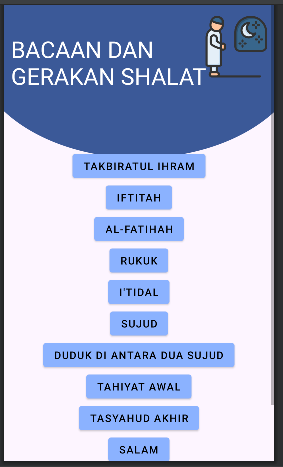 BACAAN DAN
GERAKAN SHALAT
TAKBIRATUL IHRAM
IFTITAH
AL-FATIHAH
RUKUK
I'TIDAL
SUJUD
DUDUK DI ANTARA DUA SUJUD
TAHIYAT AWAL
TASYAHUD AKHIR
SALAM